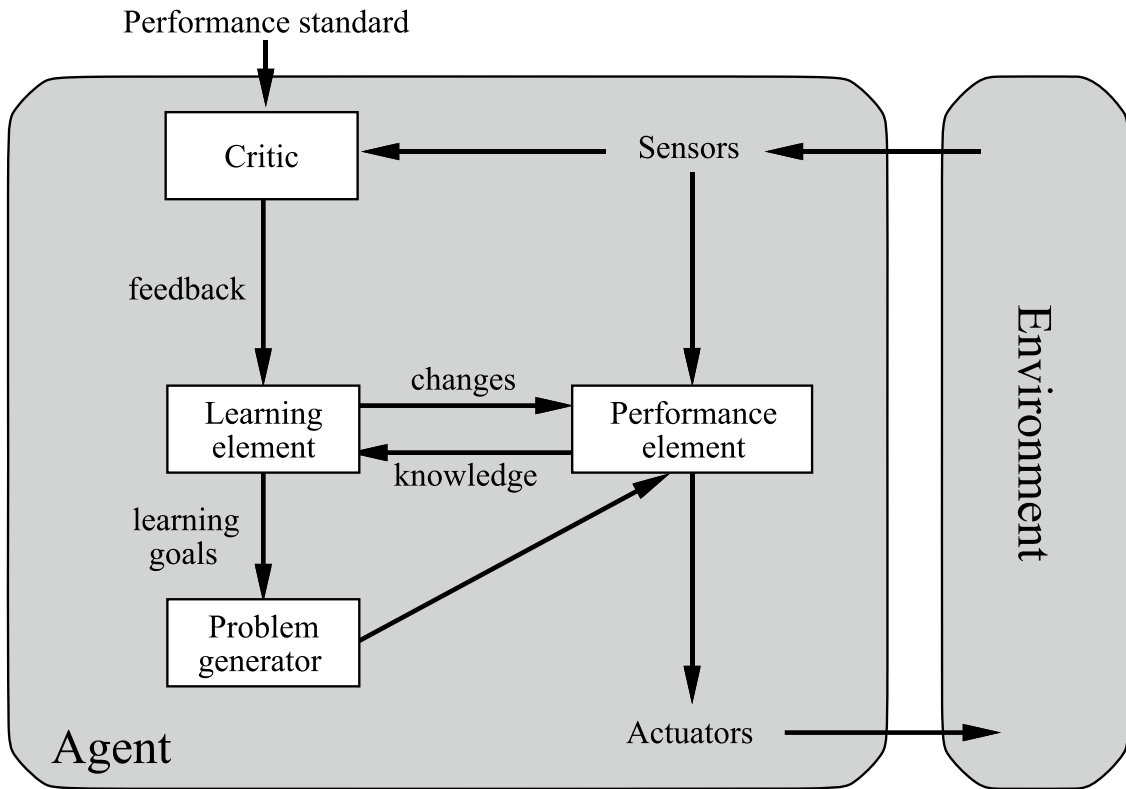 Performance standard
Critic
Sensors
feedback
changes
Learning
element
Performance
element
knowledge
learning
goals
Problem
generator
Actuators
Agent
Environment